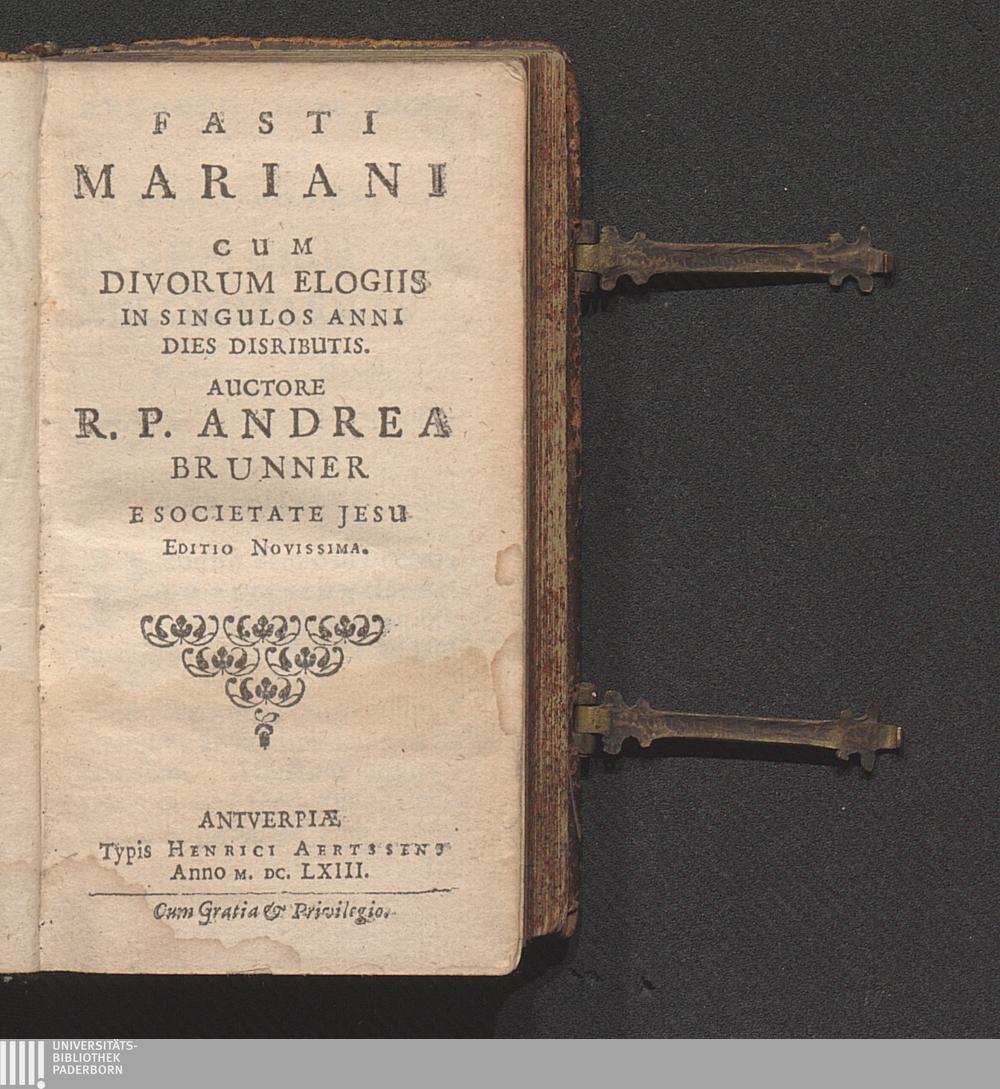 FASTI
MARIANI
CUM
DIVORUM ELOGIIS
IN SINGULOS ANNI
DIES DISRIBUTIS.
AUCTORE
R. P. ANDREA
BRUNNER
E SOCIETATE JESU
EDITIO NOVISSIMA.
ANTVERPIÆ
Typis HENRICI AERTSSENS
Anno M. DC. LXIII.
Cum Gratia & Privilegio.
UNIVERSITÄTS-
BIBLIOTHEK
PADERBORN